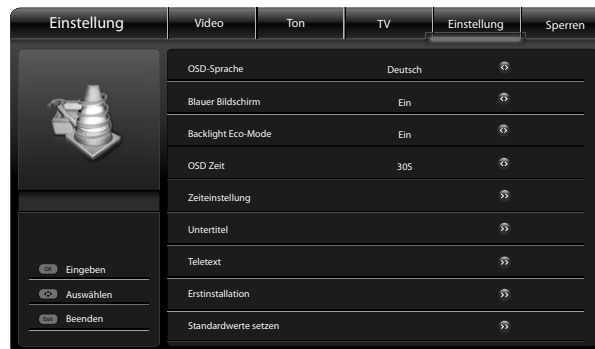 Einstellung Video Ton TV Einstellung Sperren
OSD-Sprache Deutsch
Blauer Bildschirm Ein
Backlight Eco-Mode Ein
OSD Zeit 30S
Zeiteinstellung
Untertitel
Teletext
Erstinstallation
Standardwerte setzen
OK Eingeben
Auswählen
Exit Beenden